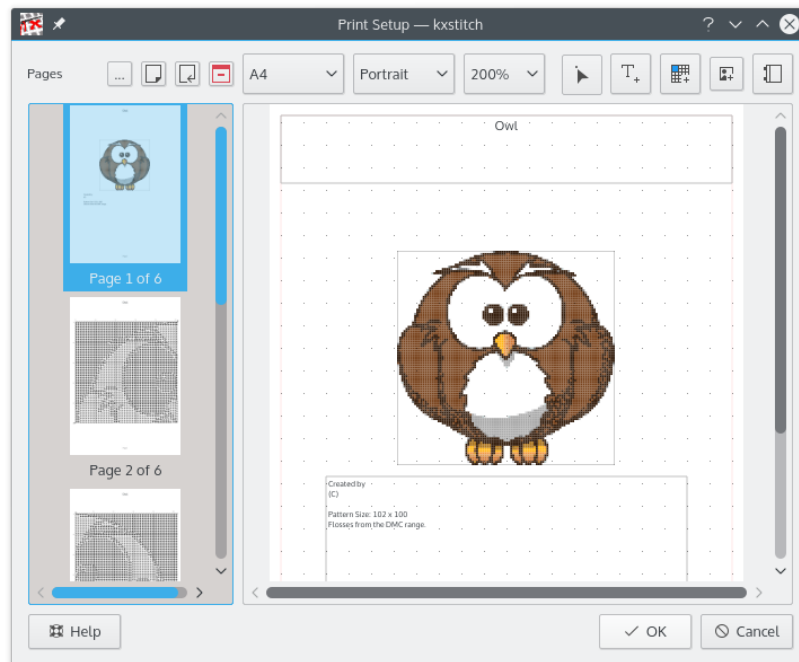 Print Setup — kxstitch
Pages
...
A4
Portrait
200%
Page 1 of 6
Page 2 of 6
Owl
Created by
(C)
Pattern Size: 102 x 100
Flosses from the DMC range.
Help
OK
Cancel